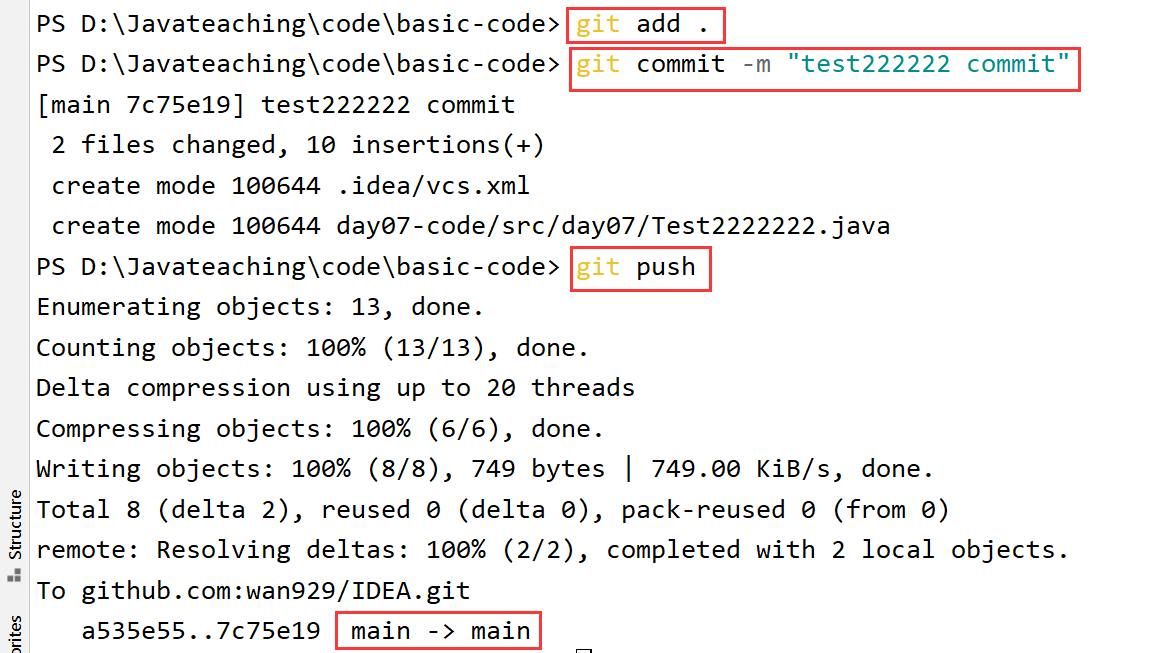 PS D:\Javateaching\code\basic-code> git add .
PS D:\Javateaching\code\basic-code> git commit -m "test222222 commit"
[main 7c75e19] test222222 commit
 2 files changed, 10 insertions(+)
 create mode 100644 .idea/vcs.xml
 create mode 100644 day07-code/src/day07/Test2222222.java
PS D:\Javateaching\code\basic-code> git push
Enumerating objects: 13, done.
Counting objects: 100% (13/13), done.
Delta compression using up to 20 threads
Compressing objects: 100% (6/6), done.
Writing objects: 100% (8/8), 749 bytes | 749.00 KiB/s, done.
Total 8 (delta 2), reused 0 (delta 0), pack-reused 0 (from 0)
remote: Resolving deltas: 100% (2/2), completed with 2 local objects.
To github.com:wan929/IDEA.git
   a535e55..7c75e19  main -> main
Structure